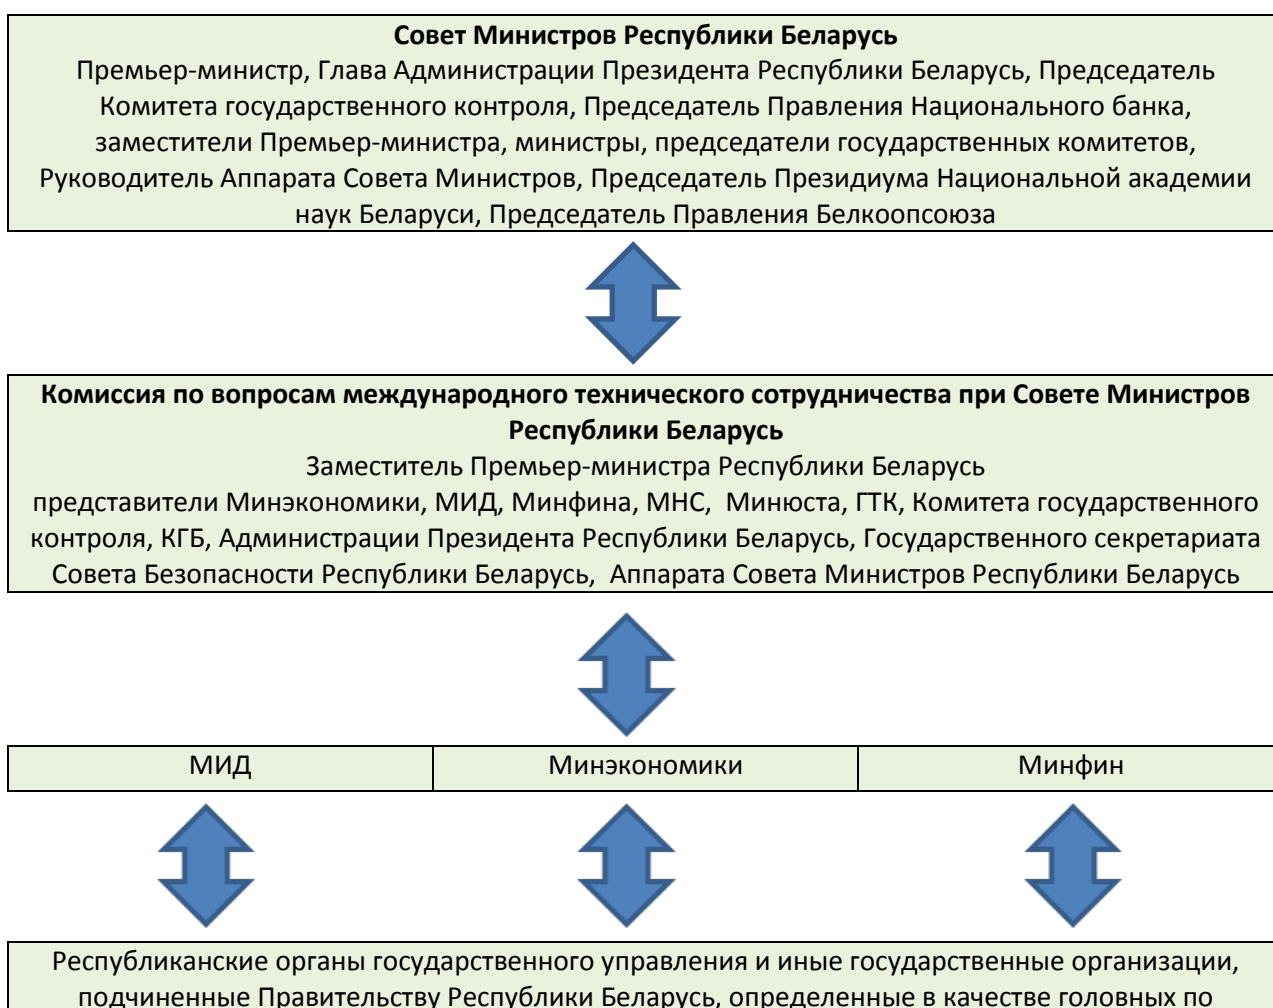 Совет Министров Республики Беларусь
Премьер-министр, Глава Администрации Президента Республики Беларусь, Председатель
Комитета государственного контроля, Председатель Правления Национального банка,
заместители Премьер-министра, министры, председатели государственных комитетов,
Руководитель Аппарата Совета Министров, Председатель Президиума Национальной академии
наук Беларуси, Председатель Правления Белкоопсоюза
Комиссия по вопросам международного технического сотрудничества при Совете Министров
Республики Беларусь
Заместитель Премьер-министра Республики Беларусь
представители Минэкономики, МИД, Минфина, МНС, Минюста, ГТК, Комитета государственного
контроля, КГБ, Администрации Президента Республики Беларусь, Государственного секретариата
Совета Безопасности Республики Беларусь, Аппарата Совета Министров Республики Беларусь
МИД
Минэкономики
Минфин
Республиканские органы государственного управления и иные государственные организации,
подчиненные Правительству Республики Беларусь, определенные в качестве головных по